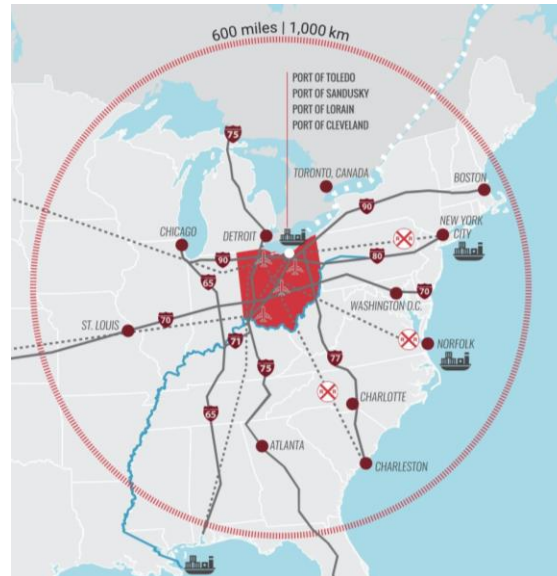 600 miles | 1,000 km
PORT OF TOLEDO
PORT OF SANDUSKY
PORT OF LORAIN
PORT OF CLEVELAND
75
TORONTO, CANADA
BOSTON
90
CHICAGO
DETROIT
NEW YORK
CITY
90
80
65
WASHINGTON D.C.
70
ST. LOUIS
70
71
NORFOLK
75
77
65
CHARLOTTE
ATLANTA
CHARLESTON